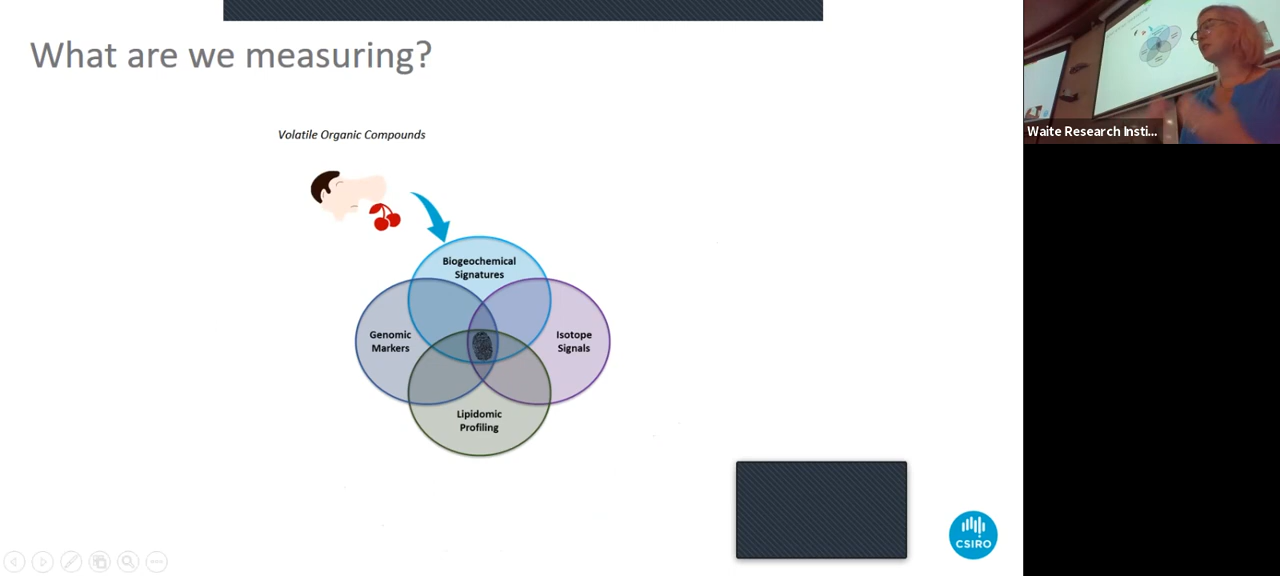 What are we measuring?
Volatile Organic Compounds
Biogeochemical
Signatures
Genomic
Markers
Isotope
Signals
Lipidomic
Profiling
CSIRO
Waite Research Insti...